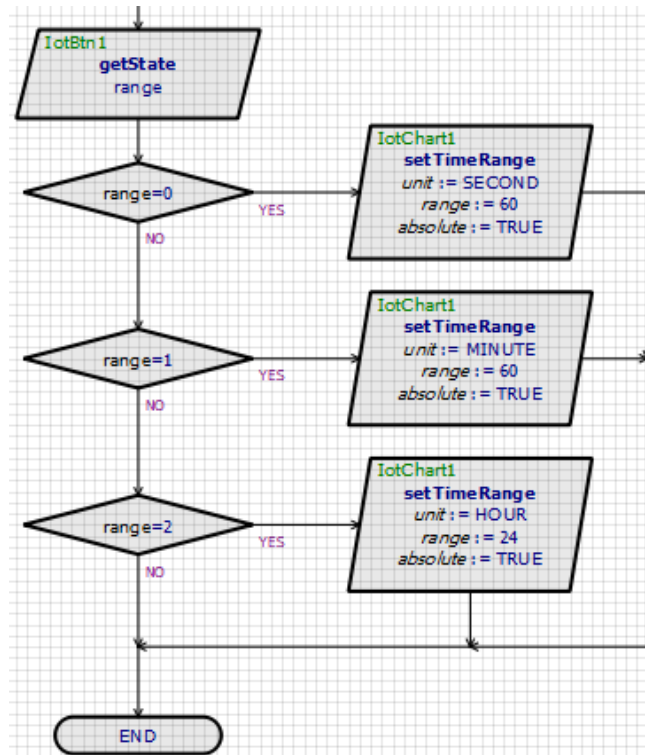 IotBtn1
getState
range
range=0
YES
NO
IotChart1
setTimeRange
unit := SECOND
range := 60
absolute := TRUE
range=1
YES
NO
IotChart1
setTimeRange
unit := MINUTE
range := 60
absolute := TRUE
range=2
YES
NO
IotChart1
setTimeRange
unit := HOUR
range := 24
absolute := TRUE
END